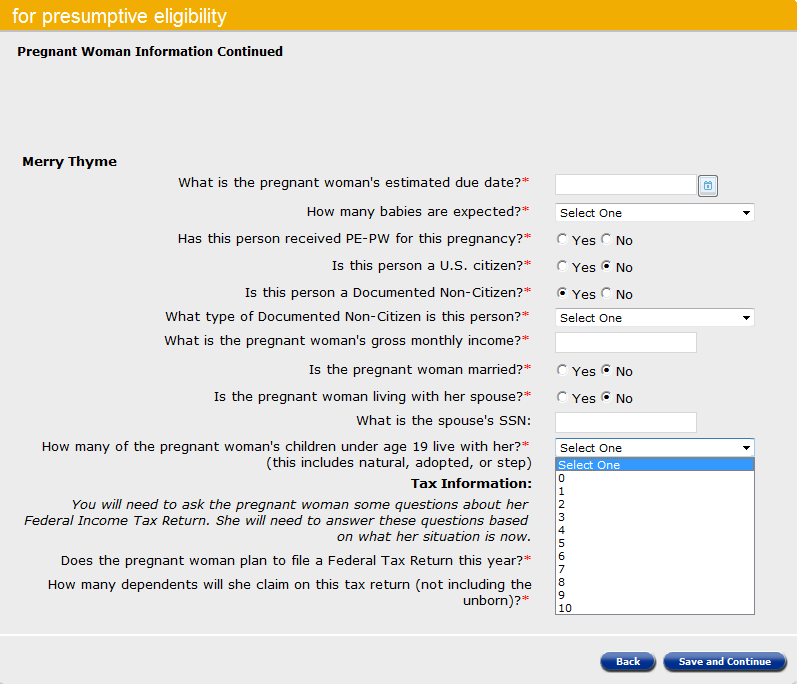 for presumptive eligibility
Pregnant Woman Information Continued
Merry Thyme
What is the pregnant woman's estimated due date?*
How many babies are expected?* Select One
Has this person received PE-PW for this pregnancy?* Yes No
Is this person a U.S. citizen?* Yes No
Is this person a Documented Non-Citizen?* Yes No
What type of Documented Non-Citizen is this person?* Select One
What is the pregnant woman's gross monthly income?*
Is the pregnant woman married?* Yes No
Is the pregnant woman living with her spouse?* Yes No
What is the spouse's SSN:
How many of the pregnant woman's children under age 19 live with her?* Select One
(this includes natural, adopted, or step)
Select One
0
1
2
3
4
5
6
7
8
9
10
Tax Information:
You will need to ask the pregnant woman some questions about her
Federal Income Tax Return. She will need to answer these questions based
on what her situation is now.
Does the pregnant woman plan to file a Federal Tax Return this year?*
How many dependents will she claim on this tax return (not including the
unborn)?*
Back Save and Continue